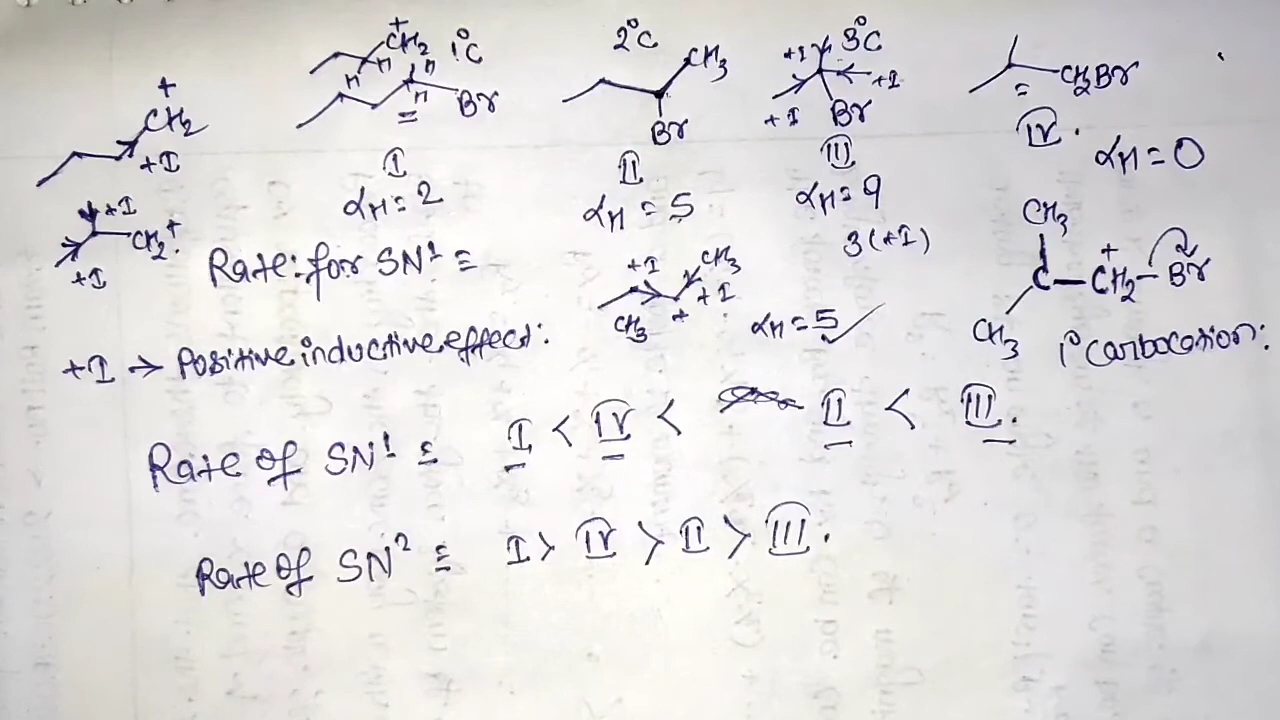 +CH2 1°C 2°C CH3 +I 3°C
H H H H Br Br +I +I Br CH2Br
+CH2
+I
I II III IV.
αH = 2 αH = 5 αH = 9 αH = 0
3(+I)
+I CH2+.
+I
Rate: for SN1 =
+I CH3 +I
CH3 + αH = 5 ✓
CH3
C – +CH2 – Br
CH3 1° carbocation:
+I → Positive inductive effect:
Rate of SN1 = I < IV < II < III.
Rate of SN2 = I > IV > II > III.